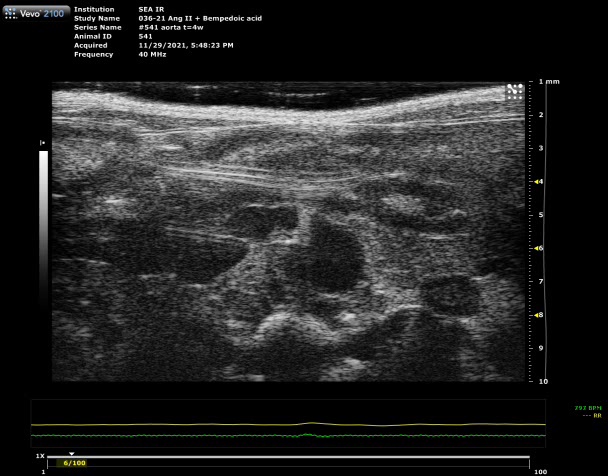 Vevo 2100
Institution SEA IR
Study Name 036-21 Ang II + Bempedoic acid
Series Name #541 aorta t=4w
Animal ID 541
Acquired 11/29/2021, 5:48:23 PM
Frequency 40 MHz
1 mm
2
3
4
5
6
7
8
9
10
292 BPM
--- RR
1X
6/100
1 100